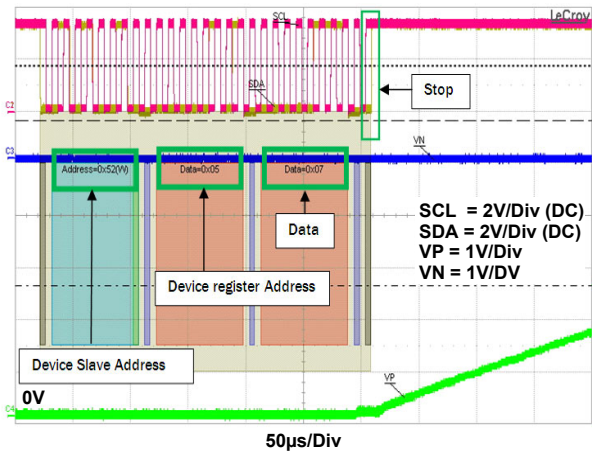 SCL
LeCroy
Stop
SDA
C2
C3
VN
Address=0x52(W)
Data=0x05
Data=0x07
Data
SCL = 2V/Div (DC)
SDA = 2V/Div (DC)
VP = 1V/Div
VN = 1V/DV
Device register Address
Device Slave Address
0V
VP
C4
50µs/Div